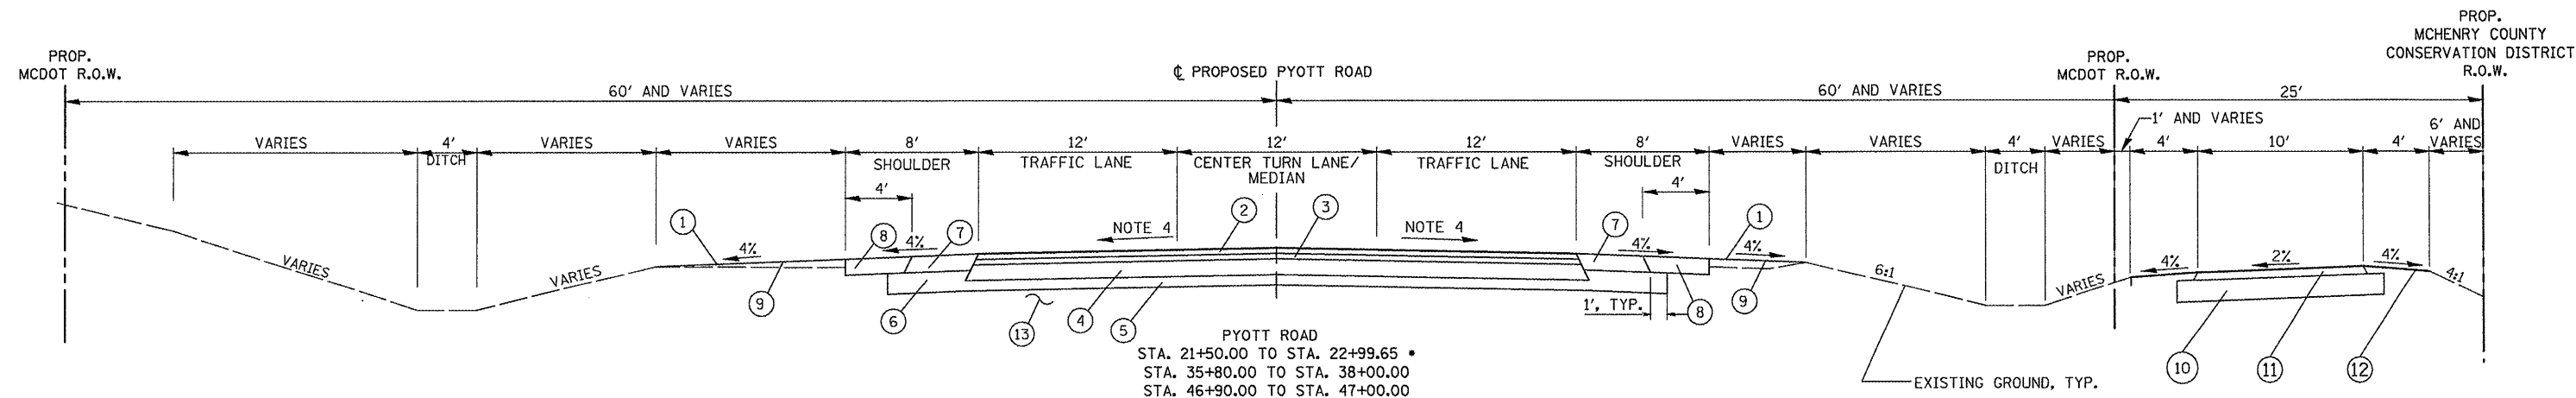 PROP.
MCDOT R.O.W.
℄ PROPOSED PYOTT ROAD
PROP.
MCDOT R.O.W.
PROP.
MCHENRY COUNTY
CONSERVATION DISTRICT
R.O.W.
60' AND VARIES
60' AND VARIES
25'
1' AND VARIES
VARIES
4'
DITCH
VARIES
VARIES
8'
SHOULDER
12'
TRAFFIC LANE
12'
CENTER TURN LANE/
MEDIAN
12'
TRAFFIC LANE
8'
SHOULDER
VARIES
VARIES
4'
DITCH
VARIES
4'
10'
4'
6' AND
VARIES
4'
4'
1
8
7
NOTE 4
2
3
NOTE 4
7
1
4%
4%
4%
4%
4%
2%
4%
VARIES
VARIES
6:1
VARIES
4:1
9
6
13
4
5
1', TYP.
8
9
10
11
12
PYOTT ROAD
STA. 21+50.00 TO STA. 22+99.65 *
STA. 35+80.00 TO STA. 38+00.00
STA. 46+90.00 TO STA. 47+00.00
EXISTING GROUND, TYP.